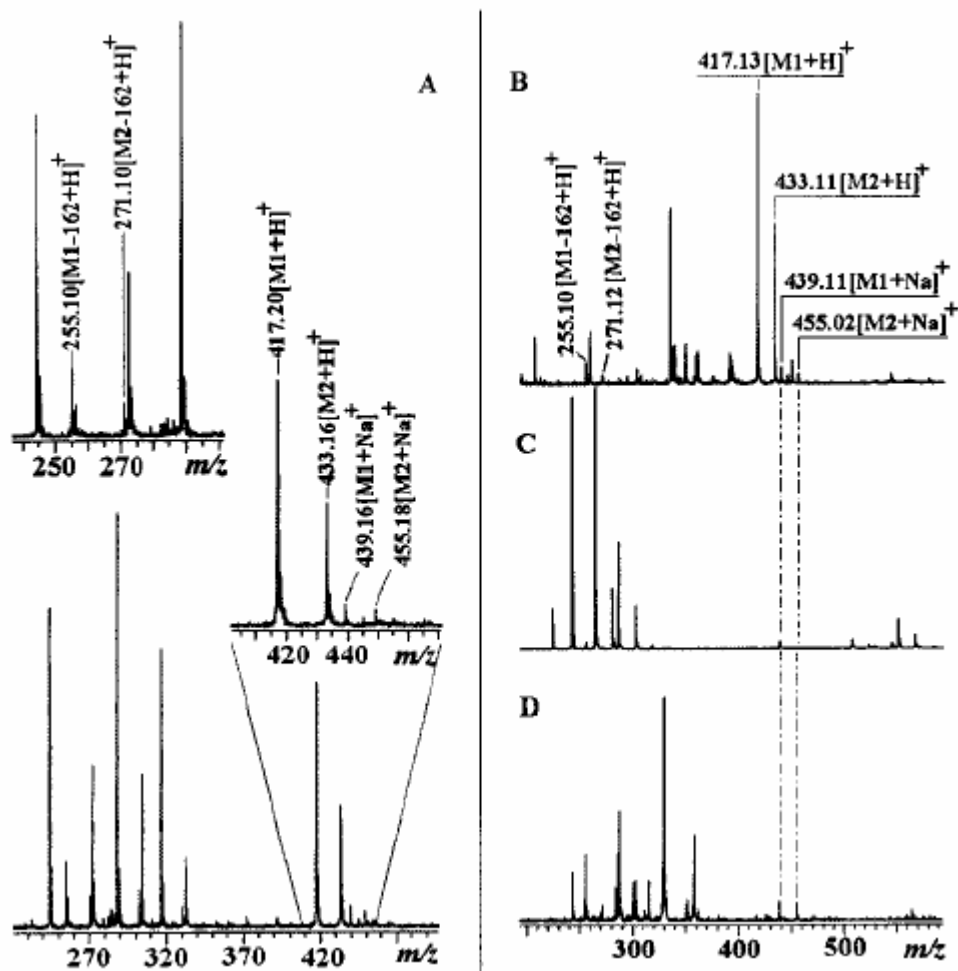 A
255.10[M1-162+H]+
271.10[M2-162+H]+
250 270 m/z
417.20[M1+H]+
433.16[M2+H]+
439.16[M1+Na]+
455.18[M2+Na]+
420 440 m/z
270 320 420 m/z
B
417.13[M1+H]+
433.11[M2+H]+
439.11[M1+Na]+
455.02[M2+Na]+
255.10[M1-162+H]+
271.12[M2-162+H]+
C
D
300 400 500 m/z